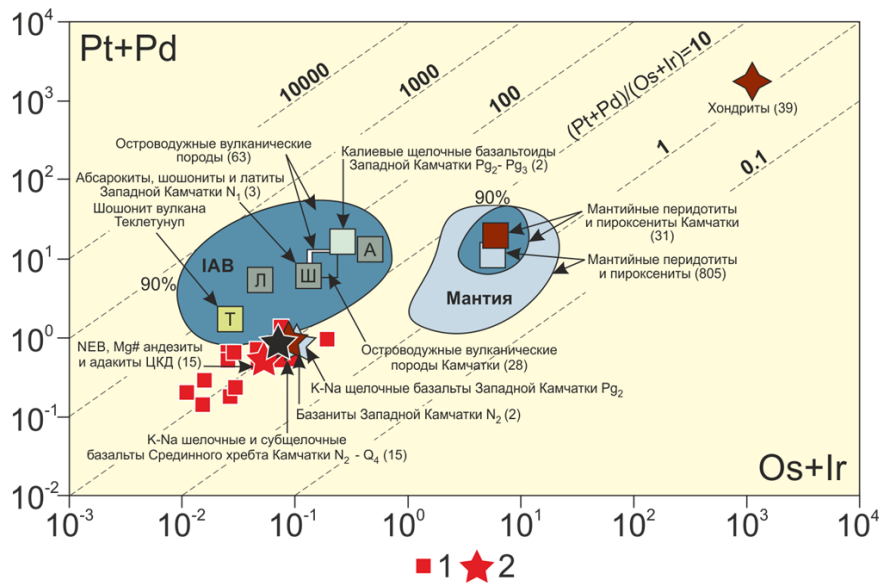 Pt+Pd
10⁴
10³
10²
10¹
10⁰
10⁻¹
10⁻²
10000
1000
100
(Pt+Pd)/(Os+Ir)=10
1
0.1
Хондриты (39)
Островодужные вулканические
породы (63)
Калиевые щелочные базальтоиды
Западной Камчатки Pg₂- Pg₃ (2)
Абсарокиты, шошониты и латиты
Западной Камчатки N₁ (3)
Шошонит вулкана
Теклетунуп
90%
IAB
Л
Ш
А
Т
90%
Мантия
Мантийные перидотиты
и пироксениты Камчатки
(31)
Мантийные перидотиты
и пироксениты (805)
NEB, Mg# андезиты
и адакиты ЦКД
(15)
Островодужные вулканические
породы Камчатки (28)
K-Na щелочные базальты Западной Камчатки Pg₂
Базаниты Западной Камчатки N₂ (2)
K-Na шелочные и субщелочные
базальты Срединного хребта Камчатки N₂ - Q₄ (15)
Os+Ir
10⁻³
10⁻²
10⁻¹
10⁰
10¹
10²
10³
10⁴
1
2